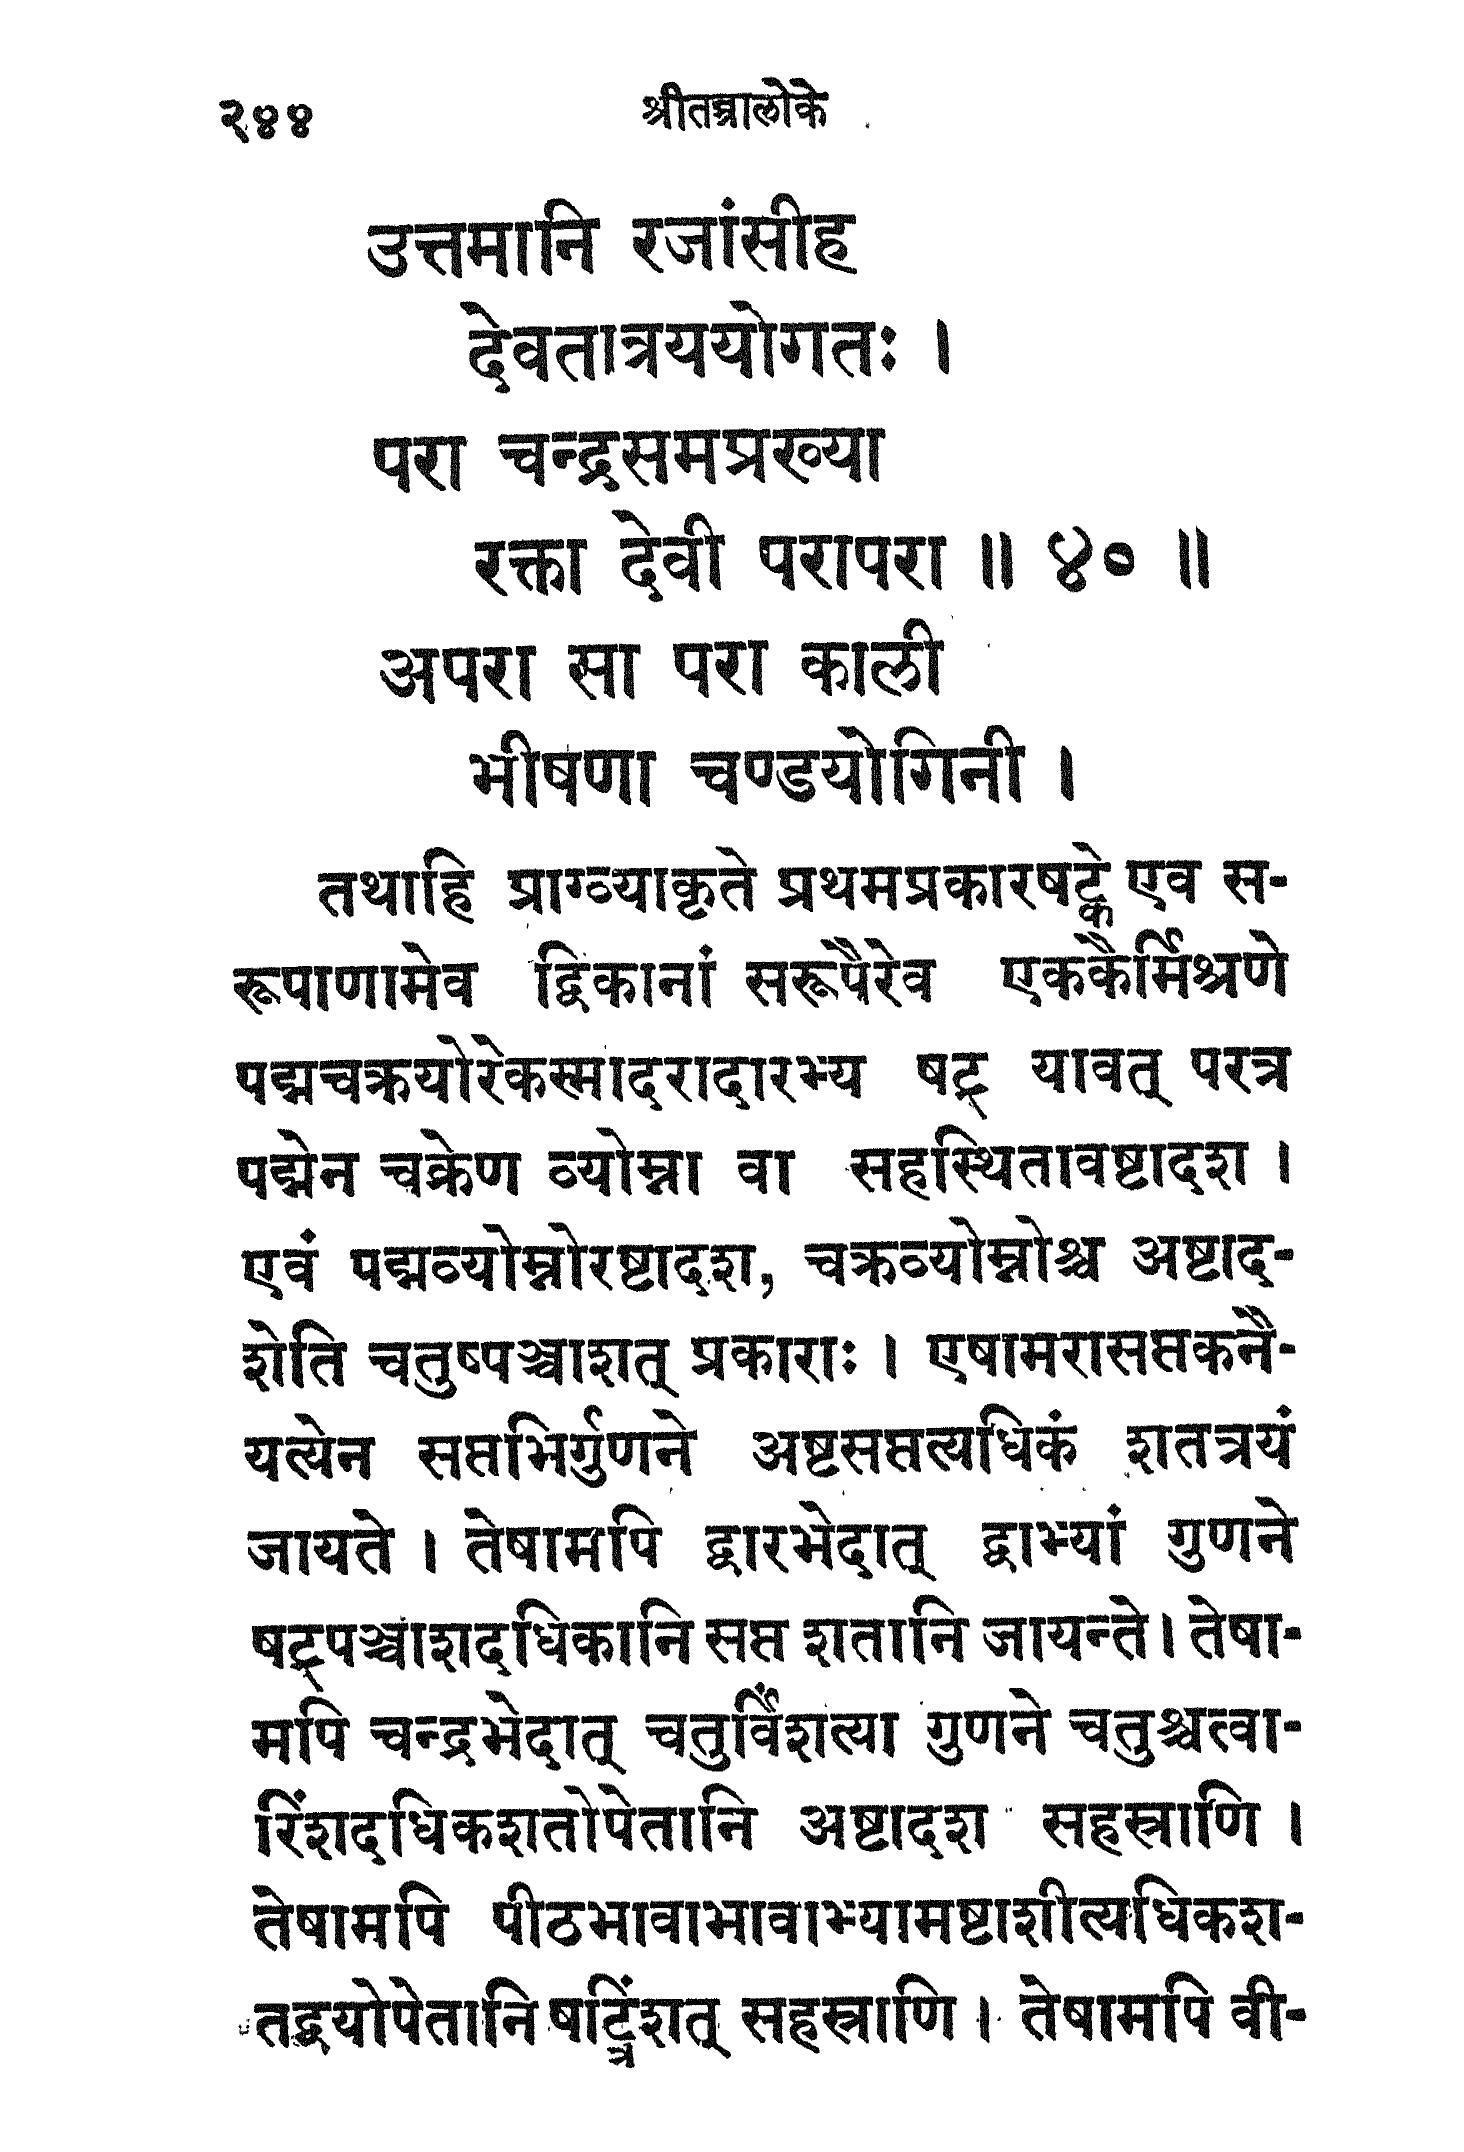 २४४ श्रीतन्त्रालोके
उत्तमानि रजांसीह
देवतात्रययोगतः ।
परा चन्द्रसमप्रख्या
रक्ता देवी परापरा ॥ ४० ॥
अपरा सा परा काली
भीषणा चण्डयोगिनी ।
तथाहि प्राग्व्याकृते प्रथमप्रकारषट्के एव स-
रूपाणामेव द्विकानां सरूपैरेव एककैर्मिश्रणे
पद्मचक्रयोरेकस्मादरादारभ्य षट् यावत् परत्र
पद्मेन चक्रेण व्योम्ना वा सहस्थितावष्टादश ।
एवं पद्मव्योम्नोरष्टादश, चक्रव्योम्नोश्च अष्टाद-
शेति चतुष्पञ्चाशत् प्रकाराः । एषामरासप्तकनै-
यत्येन सप्तभिर्गुणने अष्टसप्तत्यधिकं शतत्रयं
जायते । तेषामपि द्वारभेदात् द्वाभ्यां गुणने
षट्पञ्चाशदधिकानि सप्त शतानि जायन्ते । तेषा-
मपि चन्द्रभेदात् चतुर्विंशत्या गुणने चतुश्चत्वा-
रिंशदधिकशतोपेतानि अष्टादश सहस्राणि ।
तेषामपि पीठभावाभावाभ्यामष्टाशीत्यधिकश-
तद्वयोपेतानि षट्त्रिंशत् सहस्राणि । तेषामपि वी-